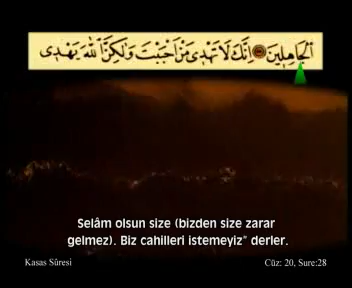 الْجَاهِلِينَ ۝ إِنَّكَ لَا تَهْدِى مَنْ اَحْبَبْتَ وَلٰكِنَّ اللّٰهَ يَهْدِى
Selâm olsun size (bizden size zarar
gelmez). Biz cahilleri istemeyiz" derler.
Kasas Sûresi
Cüz: 20, Sure:28